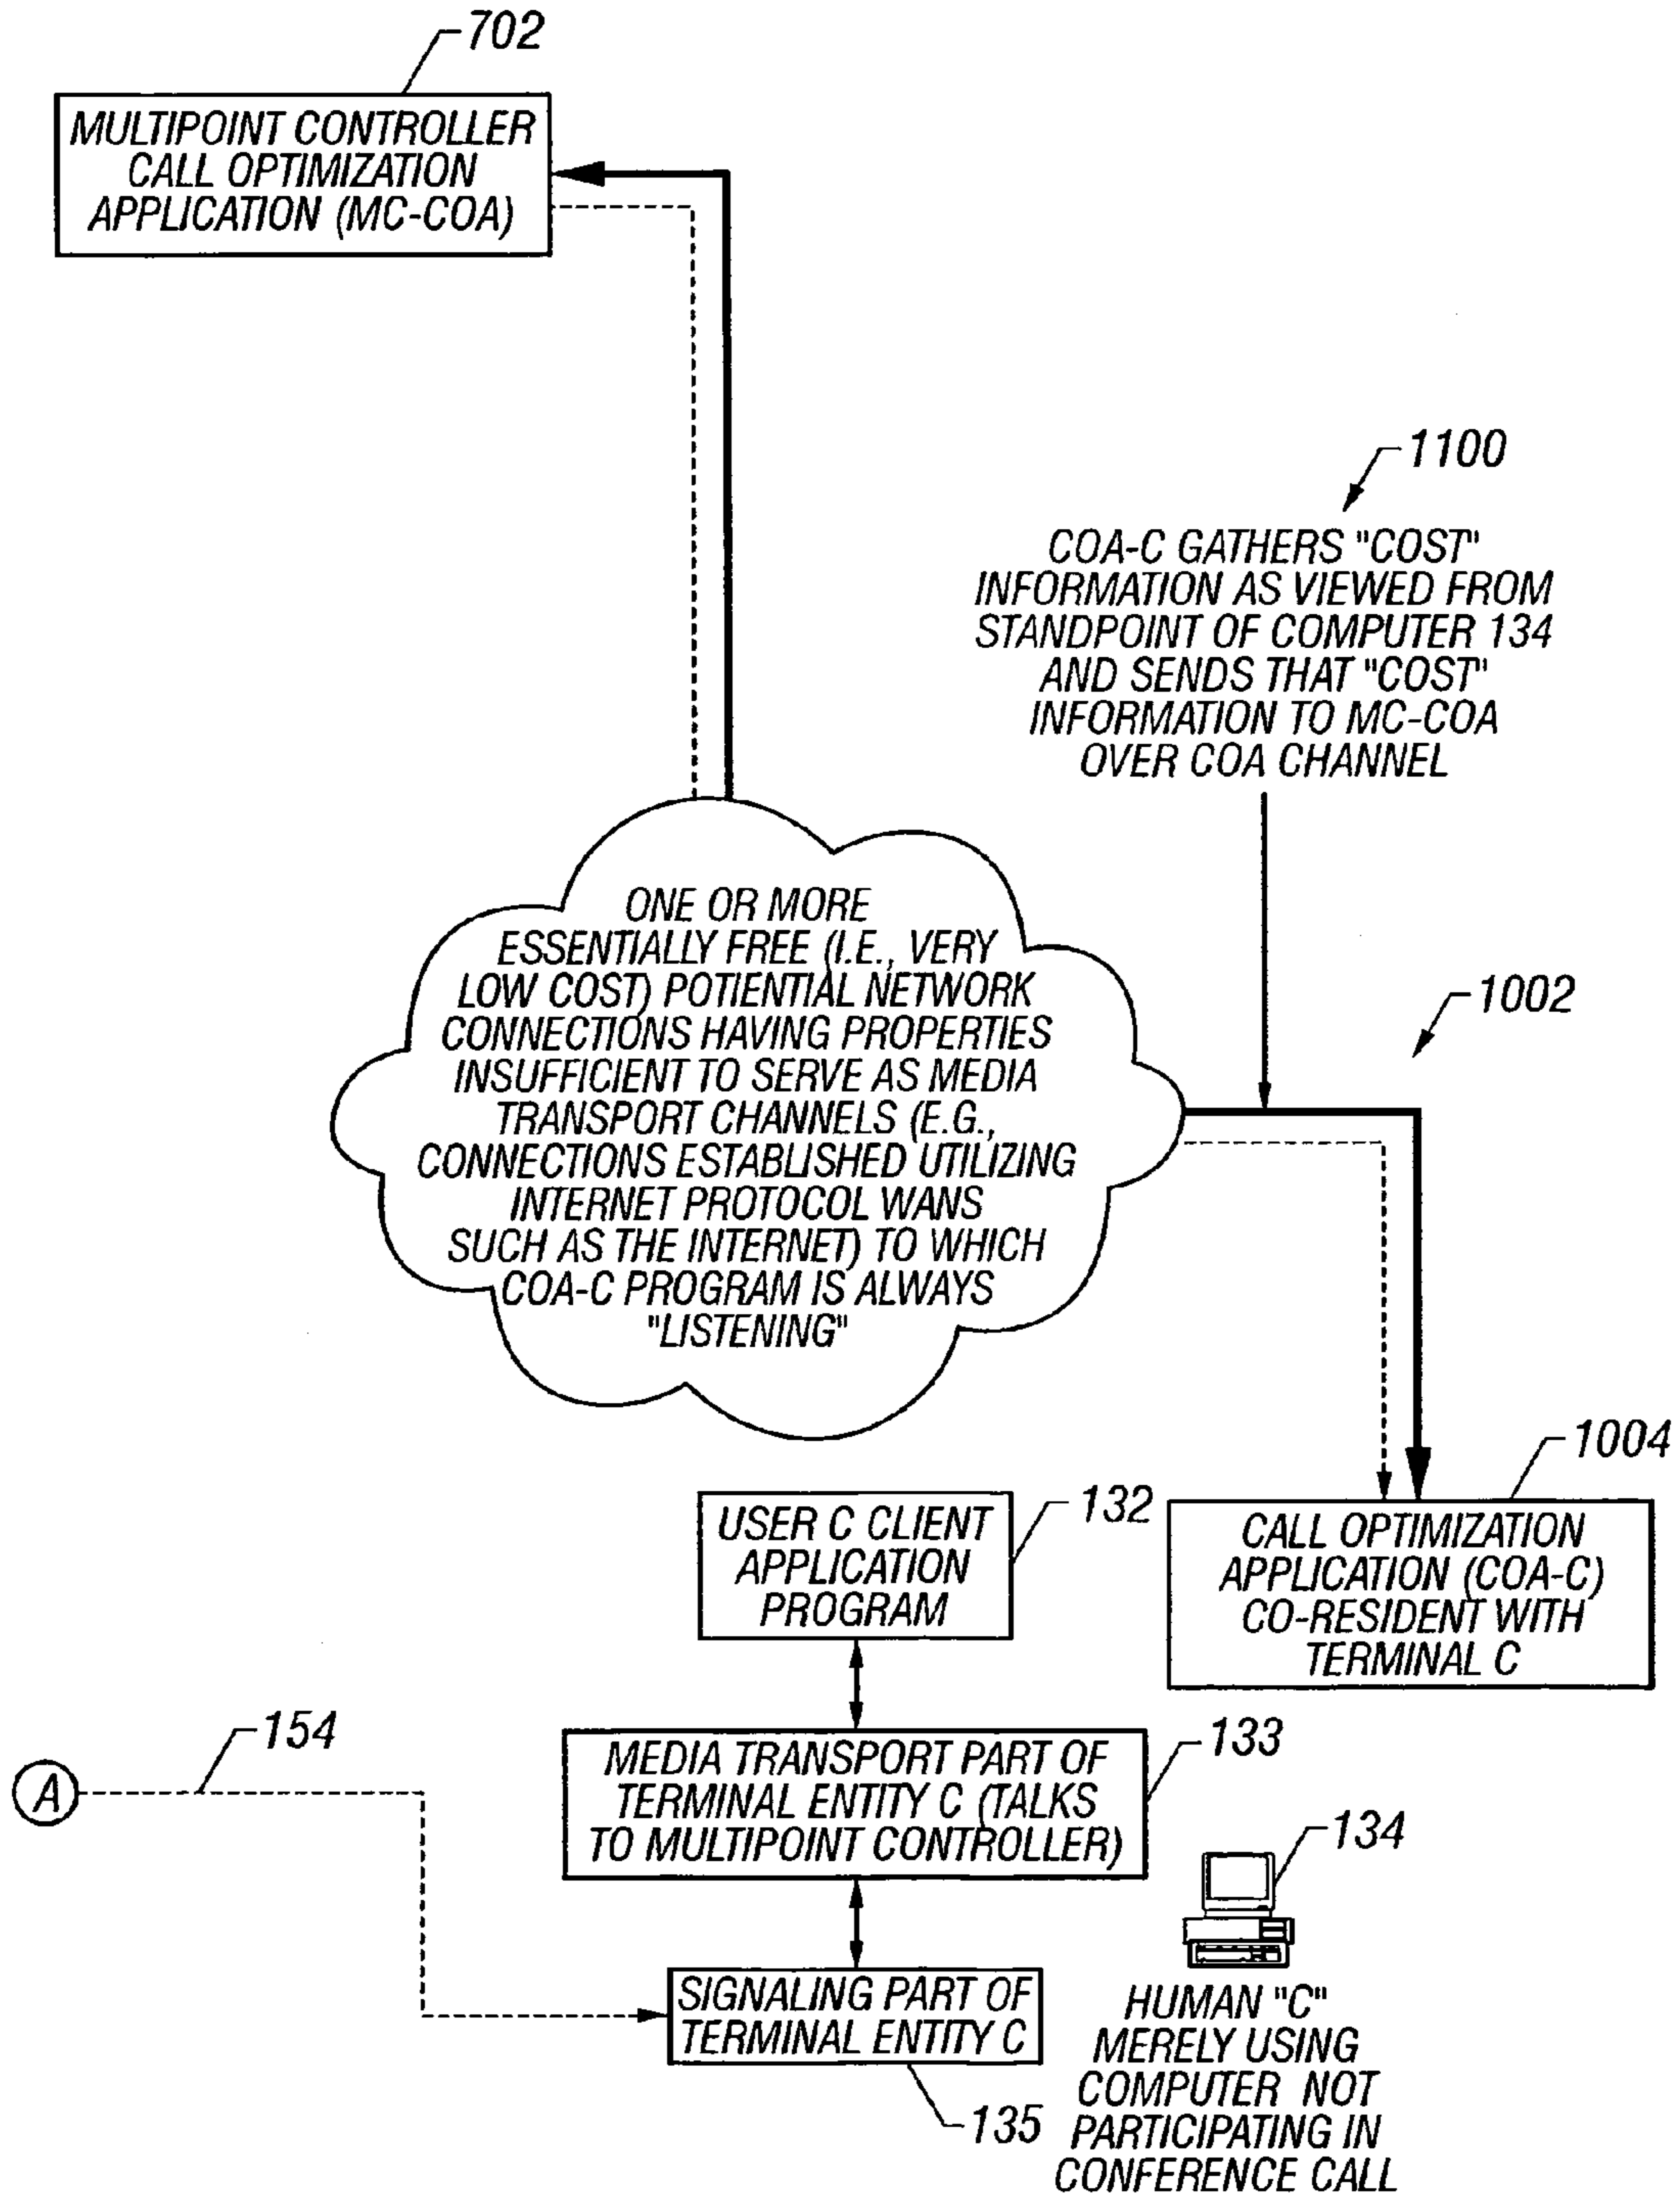 702
MULTIPOINT CONTROLLER
CALL OPTIMIZATION
APPLICATION (MC-COA)
1100
COA-C GATHERS "COST"
INFORMATION AS VIEWED FROM
STANDPOINT OF COMPUTER 134
AND SENDS THAT "COST"
INFORMATION TO MC-COA
OVER COA CHANNEL
ONE OR MORE
ESSENTIALLY FREE (I.E., VERY
LOW COST) POTIENTIAL NETWORK
CONNECTIONS HAVING PROPERTIES
INSUFFICIENT TO SERVE AS MEDIA
TRANSPORT CHANNELS (E.G.,
CONNECTIONS ESTABLISHED UTILIZING
INTERNET PROTOCOL WANS
SUCH AS THE INTERNET) TO WHICH
COA-C PROGRAM IS ALWAYS
"LISTENING"
1002
1004
CALL OPTIMIZATION
APPLICATION (COA-C)
CO-RESIDENT WITH
TERMINAL C
132
USER C CLIENT
APPLICATION
PROGRAM
154
A
133
MEDIA TRANSPORT PART OF
TERMINAL ENTITY C (TALKS
TO MULTIPOINT CONTROLLER)
134
SIGNALING PART OF
TERMINAL ENTITY C
135
HUMAN "C"
MERELY USING
COMPUTER NOT
PARTICIPATING IN
CONFERENCE CALL